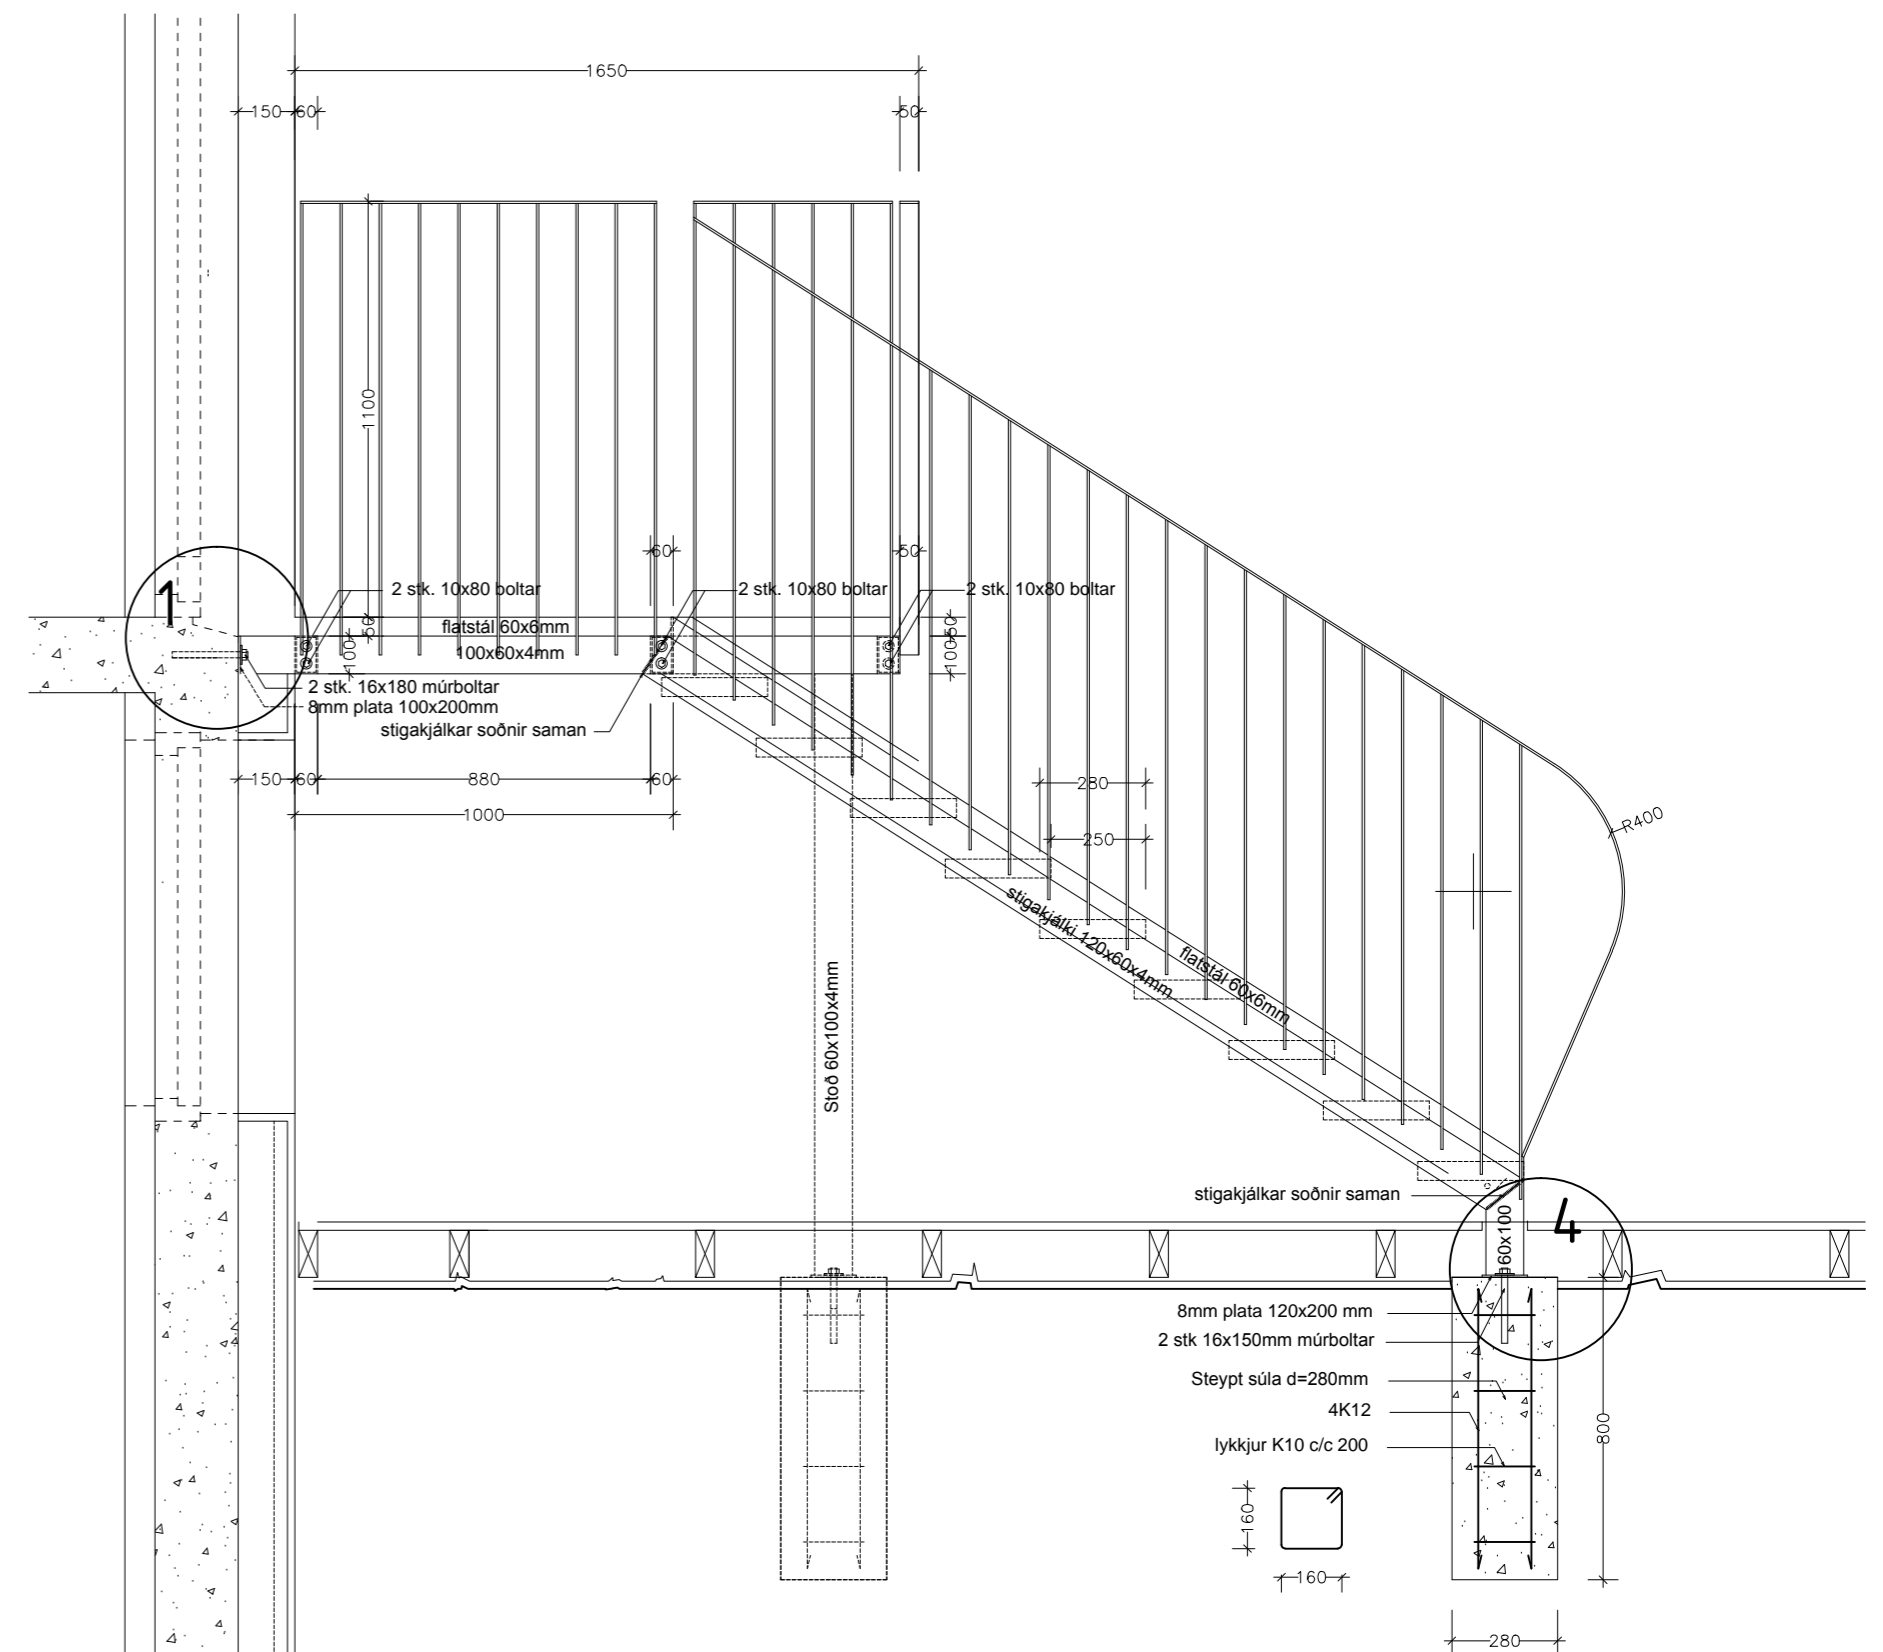 1650
150
60
50
1100
60
50
1
2 stk. 10x80 boltar
2 stk. 10x80 boltar
2 stk. 10x80 boltar
50
flatstál 60x6mm
50
100
100x60x4mm
100
2 stk. 16x180 múrboltar
8mm plata 100x200mm
stigakjálkar soðnir saman
150
60
880
60
280
1000
R400
250
stigakjálki 120x60x4mm
flatstál 60x6mm
Stoð 60x100x4mm
stigakjálkar soðnir saman
60x100
4
8mm plata 120x200 mm
2 stk 16x150mm múrboltar
Steypt súla d=280mm
4K12
800
lykkjur K10 c/c 200
160
160
280